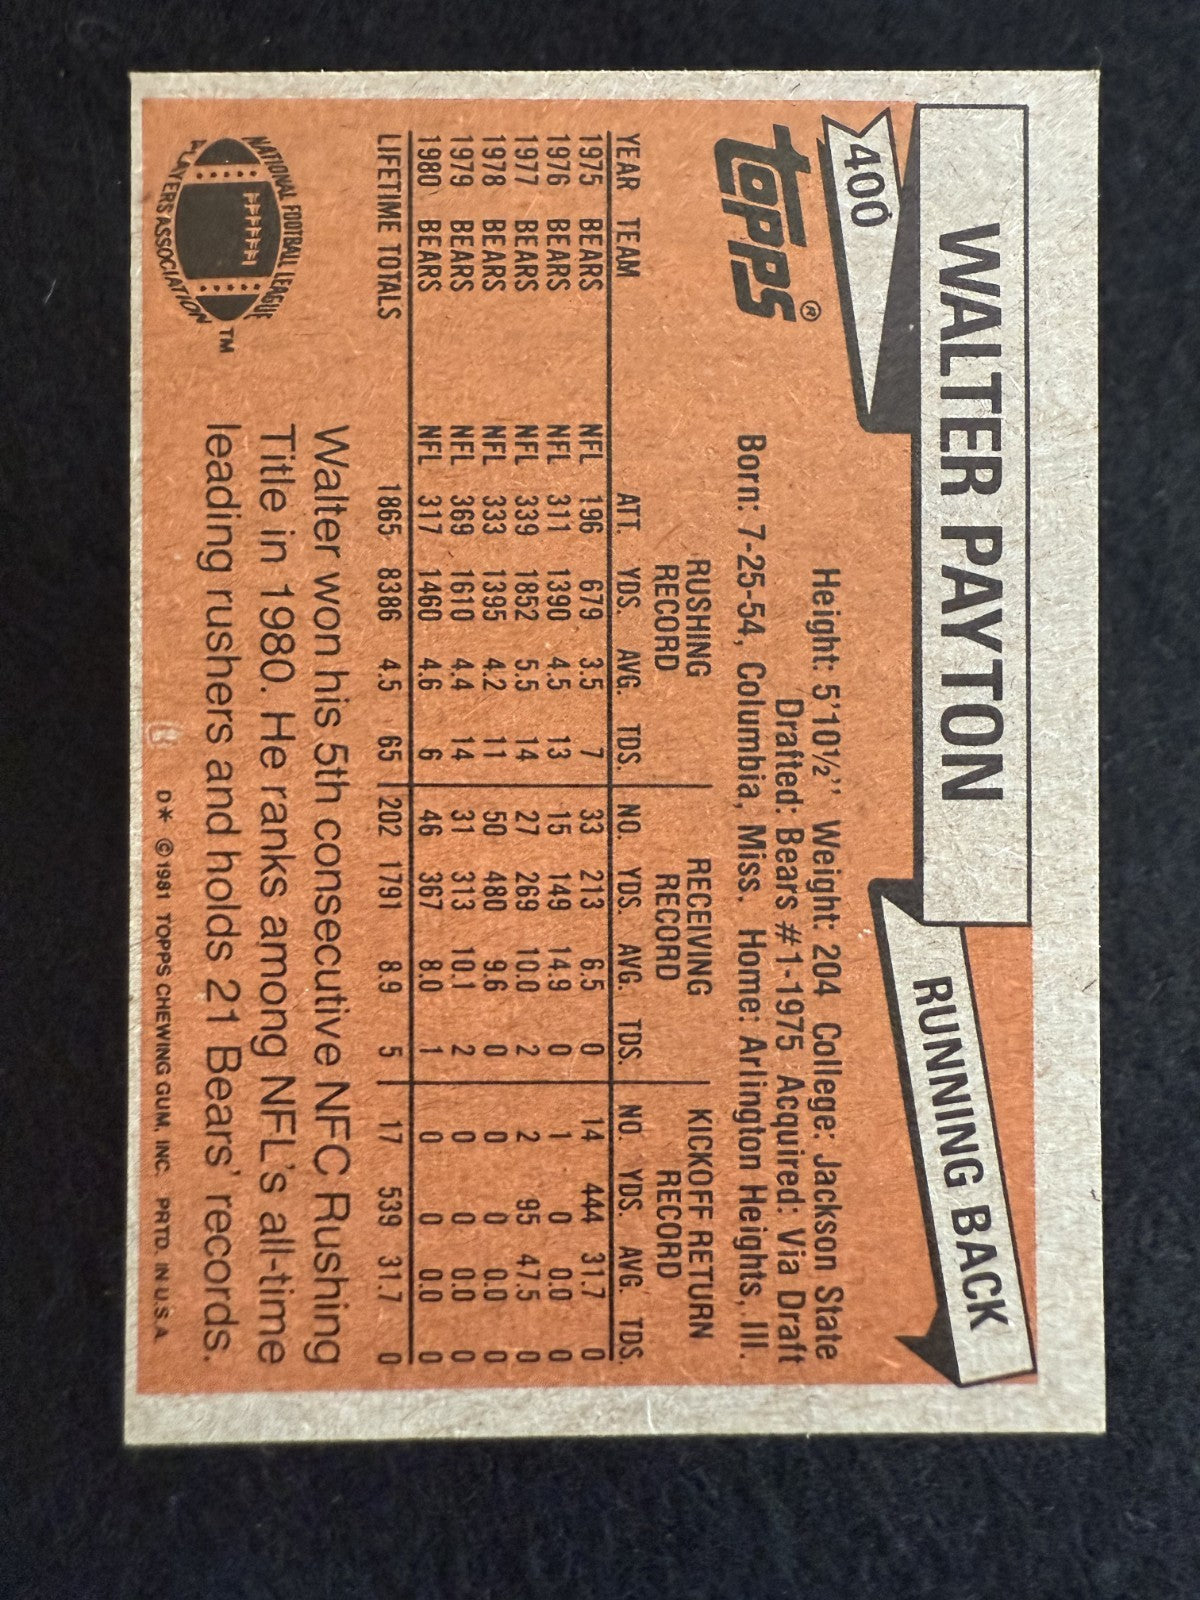 400
WALTER PAYTON
RUNNING BACK
Topps®
Height: 5'10½'' Weight: 204 College: Jackson State
Drafted: Bears #1-1975 Acquired: Via Draft
Born: 7-25-54, Columbia, Miss. Home: Arlington Heights, Ill.
RUSHING RECEIVING KICKOFF RETURN
RECORD RECORD RECORD
YEAR TEAM ATT. YDS. AVG. TDS. NO. YDS. AVG. TDS. NO. YDS. AVG. TDS.
1975 BEARS NFL 196 679 3.5 7 33 213 6.5 0 14 444 31.7 0
1976 BEARS NFL 311 1390 4.5 13 15 149 14.9 0 1 0 0.0 0
1977 BEARS NFL 339 1852 5.5 14 27 269 10.0 2 2 95 47.5 0
1978 BEARS NFL 333 1395 4.2 11 50 480 9.6 0 0 0 0.0 0
1979 BEARS NFL 369 1610 4.4 14 31 313 10.1 2 0 0 0.0 0
1980 BEARS NFL 317 1460 4.6 6 46 367 8.0 1 0 0 0.0 0
LIFETIME TOTALS 1865 8386 4.5 65 202 1791 8.9 5 17 539 31.7 0
NATIONAL FOOTBALL LEAGUE
PLAYERS ASSOCIATION
TM
Walter won his 5th consecutive NFC Rushing
Title in 1980. He ranks among NFL's all-time
leading rushers and holds 21 Bears' records.
D* © 1981 TOPPS CHEWING GUM, INC. PRTD. IN U.S.A.